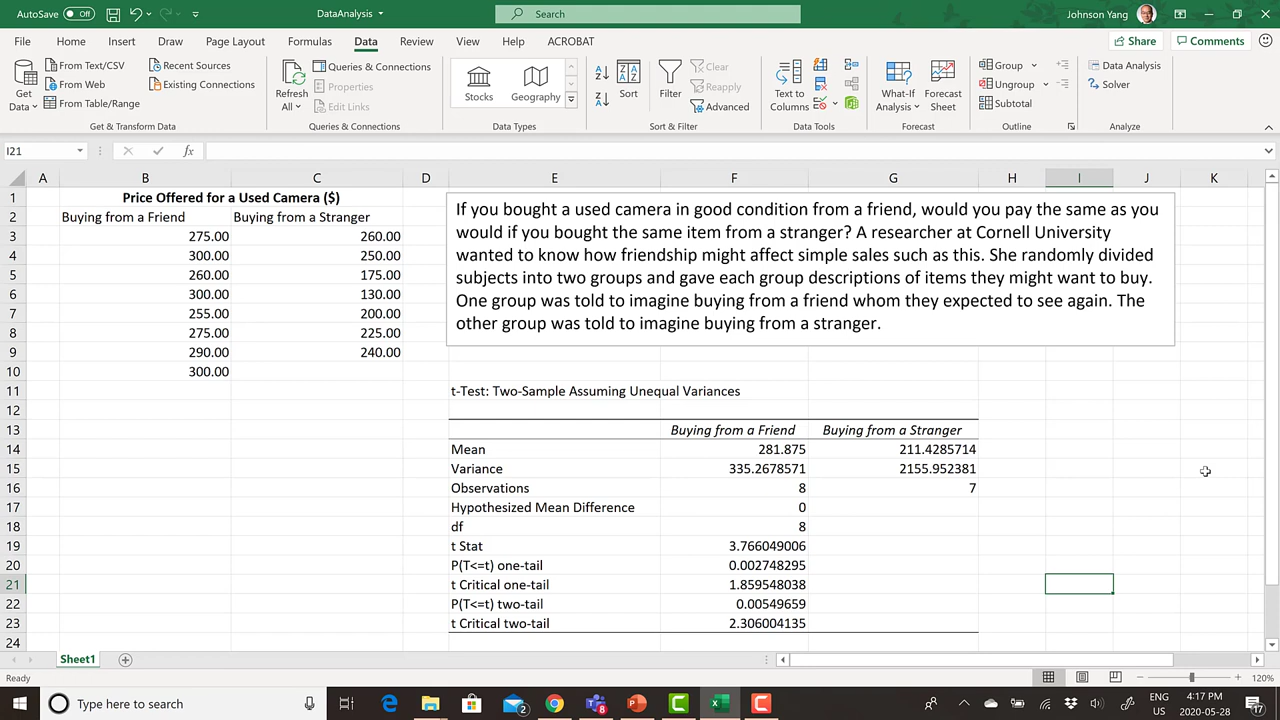 AutoSave Off DataAnalysis Search Johnson Yang
File Home Insert Draw Page Layout Formulas Data Review View Help ACROBAT Share Comments
Get Data
From Text/CSV
From Web
From Table/Range
Recent Sources
Existing Connections
Get & Transform Data
Refresh All
Queries & Connections
Properties
Edit Links
Queries & Connections
Stocks Geography
Data Types
Sort
Filter
Clear
Reapply
Advanced
Sort & Filter
Text to Columns
Data Tools
What-If Analysis
Forecast Sheet
Forecast
Group
Ungroup
Subtotal
Outline
Data Analysis
Solver
Analyze
I21 fx
A B C D E F G H I J K
1 Price Offered for a Used Camera ($)
2 Buying from a Friend Buying from a Stranger
3 275.00 260.00
4 300.00 250.00
5 260.00 175.00
6 300.00 130.00
7 255.00 200.00
8 275.00 225.00
9 290.00 240.00
10 300.00
If you bought a used camera in good condition from a friend, would you pay the same as you
would if you bought the same item from a stranger? A researcher at Cornell University
wanted to know how friendship might affect simple sales such as this. She randomly divided
subjects into two groups and gave each group descriptions of items they might want to buy.
One group was told to imagine buying from a friend whom they expected to see again. The
other group was told to imagine buying from a stranger.
11 t-Test: Two-Sample Assuming Unequal Variances
12
13 Buying from a Friend Buying from a Stranger
14 Mean 281.875 211.4285714
15 Variance 335.2678571 2155.952381
16 Observations 8 7
17 Hypothesized Mean Difference 0
18 df 8
19 t Stat 3.766049006
20 P(T<=t) one-tail 0.002748295
21 t Critical one-tail 1.859548038
22 P(T<=t) two-tail 0.00549659
23 t Critical two-tail 2.306004135
24
Sheet1
Ready 120%
Type here to search 2 8 ENG US 4:17 PM 2020-05-28 17